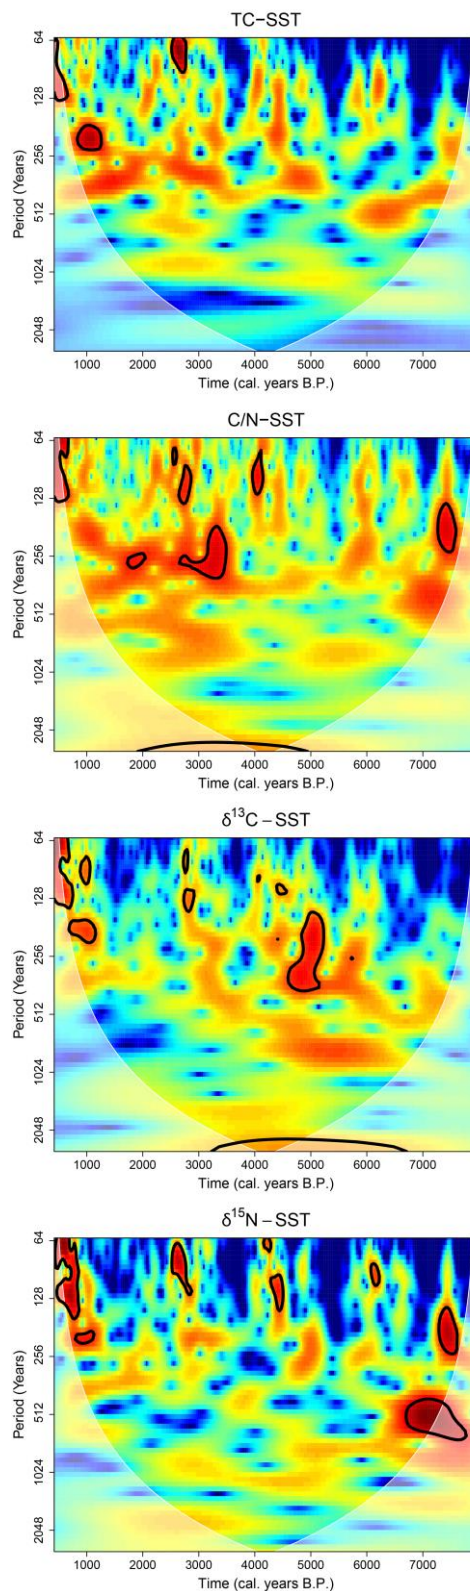 TC−SST
Period (Years)
64
128
256
512
1024
2048
1000 2000 3000 4000 5000 6000 7000
Time (cal. years B.P.)
C/N−SST
Period (Years)
64
128
256
512
1024
2048
1000 2000 3000 4000 5000 6000 7000
Time (cal. years B.P.)
δ¹³C – SST
Period (Years)
64
128
256
512
1024
2048
1000 2000 3000 4000 5000 6000 7000
Time (cal. years B.P.)
δ¹⁵N – SST
Period (Years)
64
128
256
512
1024
2048
1000 2000 3000 4000 5000 6000 7000
Time (cal. years B.P.)